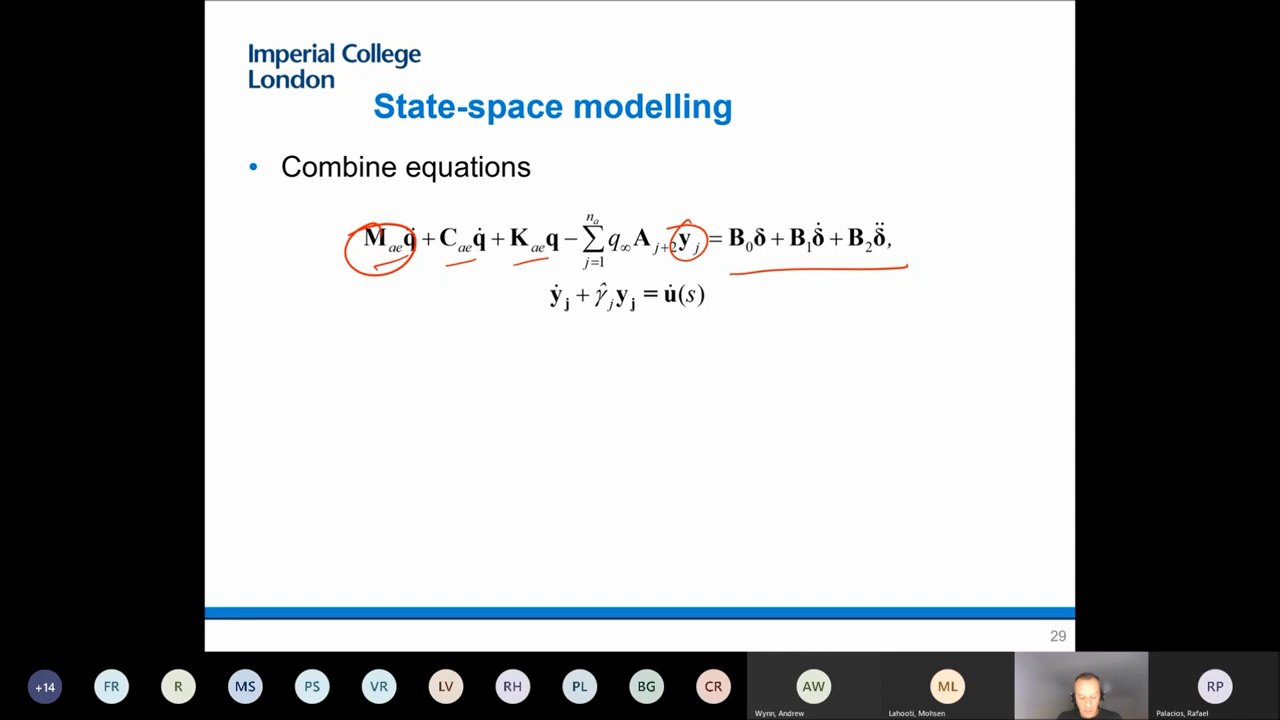 Imperial College
London
State-space modelling
• Combine equations
M_ae q̈ + C_ae q̇ + K_ae q − ∑_{j=1}^{n_a} q_∞ A_{j+2} ŷ_j = B_0 δ + B_1 δ̇ + B_2 δ̈,
ẏ_j + γ̂_j y_j = u̇(s)
29
+14 FR R MS PS VR LV RH PL BG CR AW ML RP
Wynn, Andrew Lahooti, Mohsen Palacios, Rafael